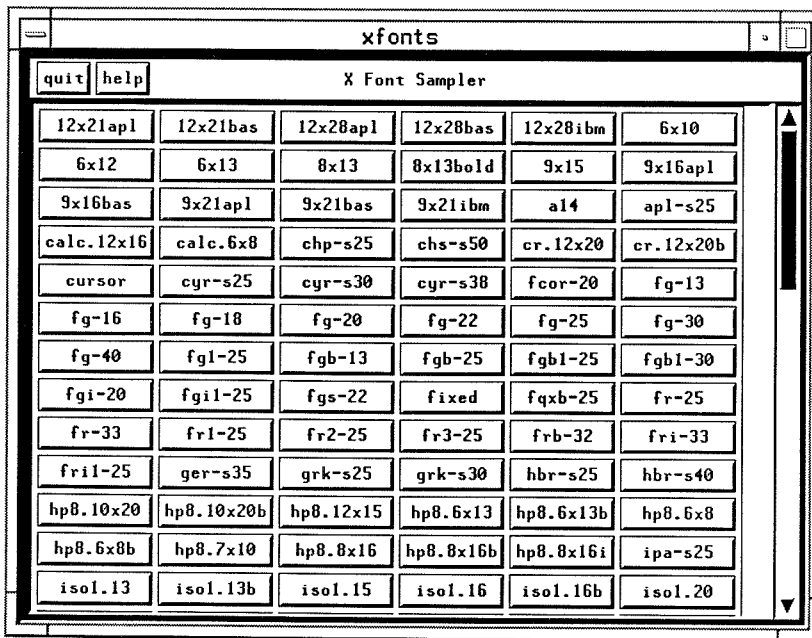 xfonts
quit help X Font Sampler
12x21apl 12x21bas 12x28apl 12x28bas 12x28ibm 6x10
6x12 6x13 8x13 8x13bold 9x15 9x16apl
9x16bas 9x21apl 9x21bas 9x21ibm a14 apl-s25
calc.12x16 calc.6x8 chp-s25 chs-s50 cr.12x20 cr.12x20b
cursor cyr-s25 cyr-s30 cyr-s38 fcor-20 fg-13
fg-16 fg-18 fg-20 fg-22 fg-25 fg-30
fg-40 fg1-25 fgb-13 fgb-25 fgb1-25 fgb1-30
fgi-20 fgi1-25 fgs-22 fixed fqxb-25 fr-25
fr-33 fr1-25 fr2-25 fr3-25 frb-32 fri-33
fri1-25 ger-s35 grk-s25 grk-s30 hbr-s25 hbr-s40
hp8.10x20 hp8.10x20b hp8.12x15 hp8.6x13 hp8.6x13b hp8.6x8
hp8.6x8b hp8.7x10 hp8.8x16 hp8.8x16b hp8.8x16i ipa-s25
iso1.13 iso1.13b iso1.15 iso1.16 iso1.16b iso1.20